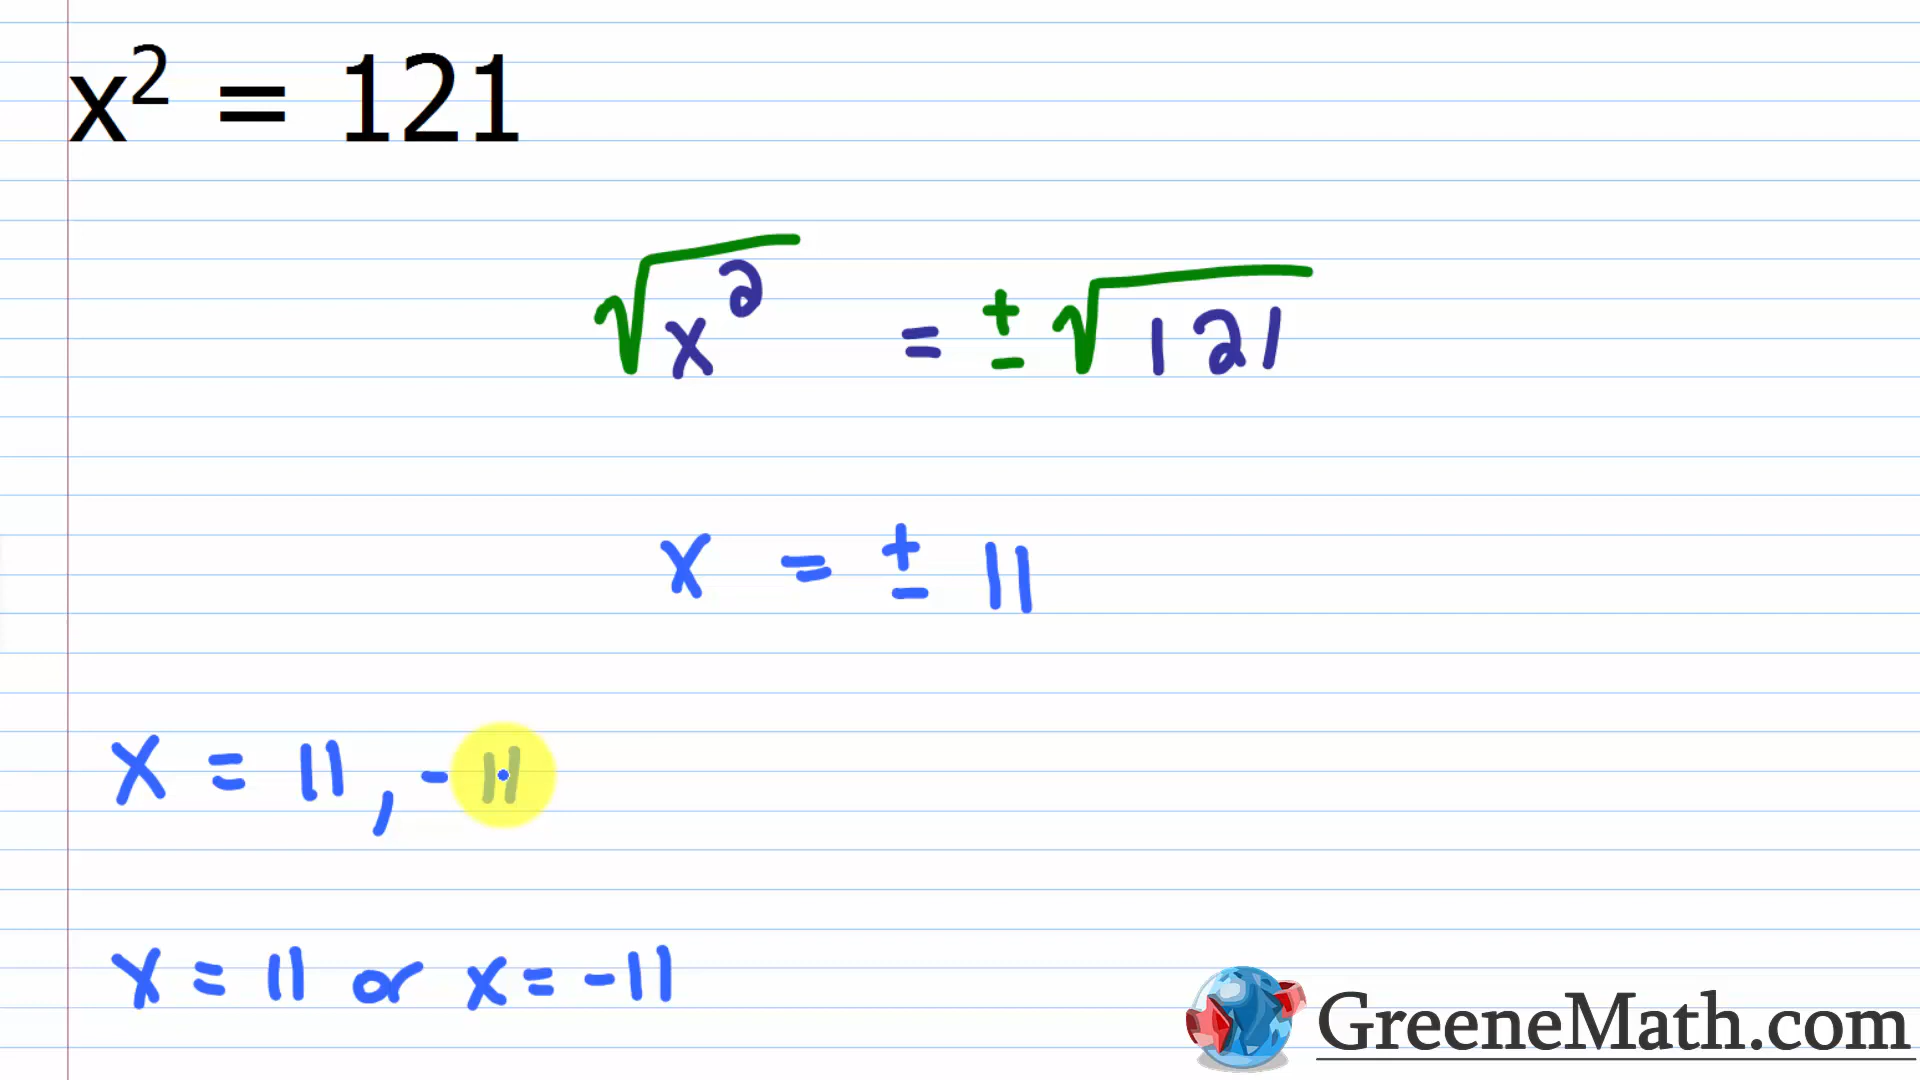 x² = 121
√x² = ± √121
x = ± 11
x = 11 , - 11
x = 11 or x = -11
GreeneMath.com